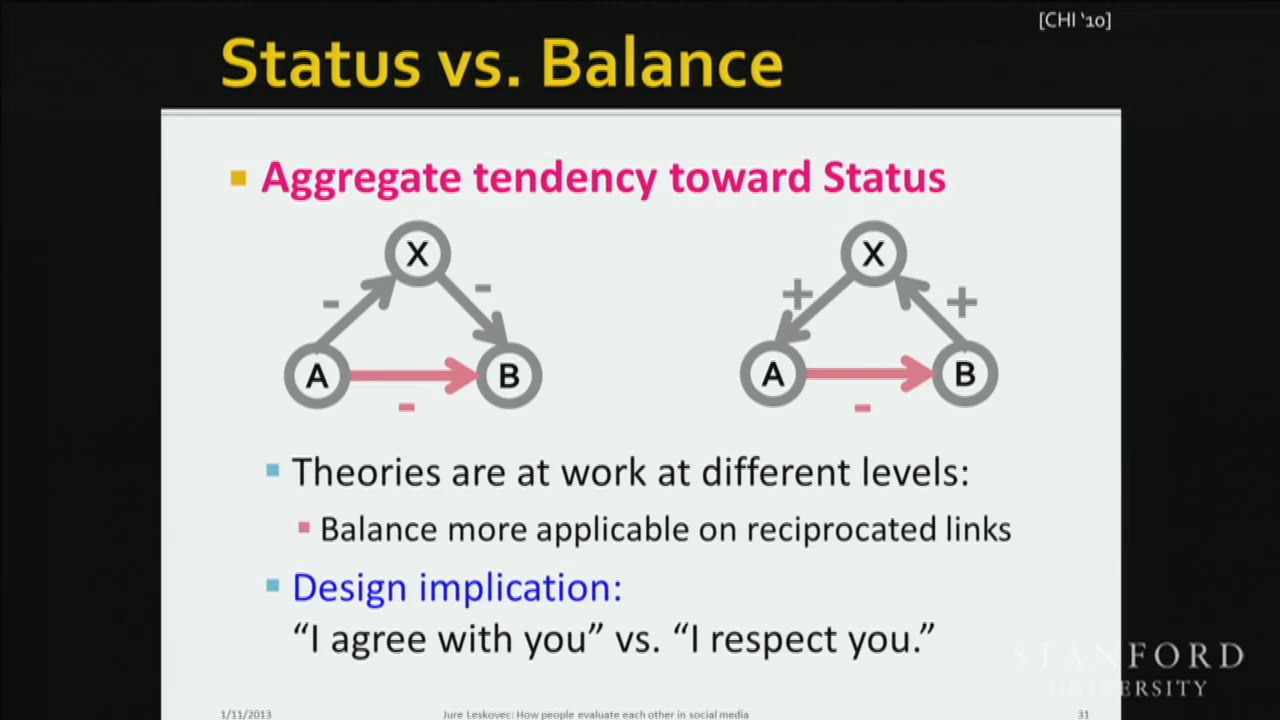 [CHI ‘10]
Status vs. Balance
Aggregate tendency toward Status
X
X
-
-
+
+
A
B
A
B
-
-
Theories are at work at different levels:
Balance more applicable on reciprocated links
Design implication:
“I agree with you” vs. “I respect you.”
STANFORD
UNIVERSITY
1/11/2013
Jure Leskovec: How people evaluate each other in social media
31